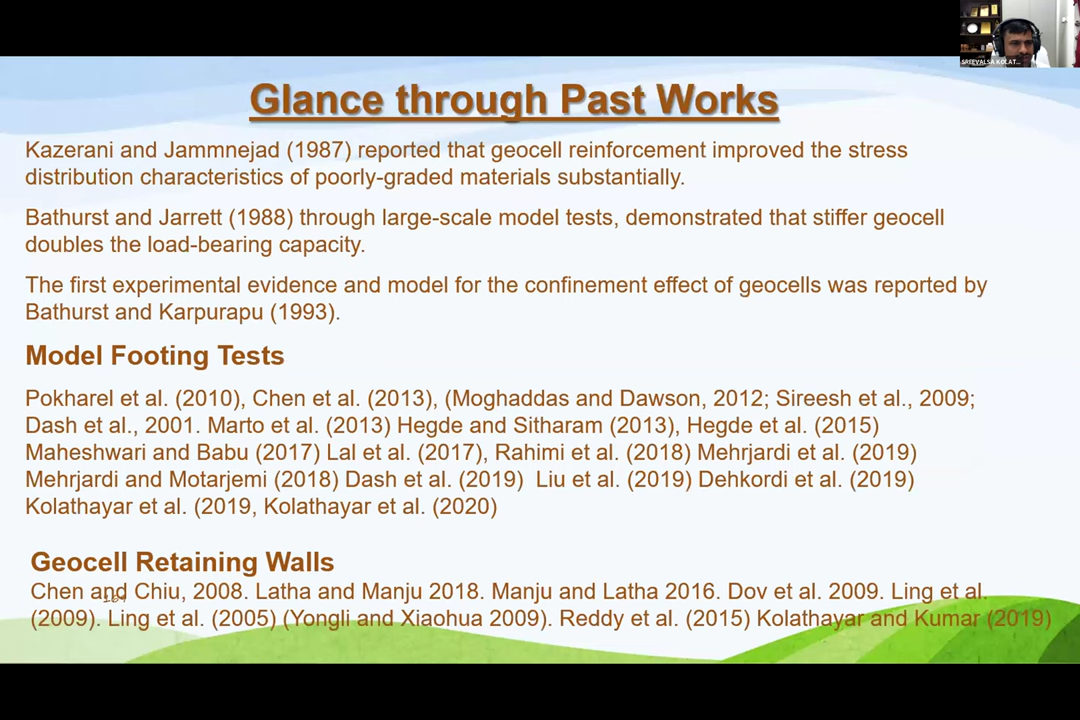 SREEVALSA KOLAT...
Glance through Past Works
Kazerani and Jammnejad (1987) reported that geocell reinforcement improved the stress
distribution characteristics of poorly-graded materials substantially.
Bathurst and Jarrett (1988) through large-scale model tests, demonstrated that stiffer geocell
doubles the load-bearing capacity.
The first experimental evidence and model for the confinement effect of geocells was reported by
Bathurst and Karpurapu (1993).
Model Footing Tests
Pokharel et al. (2010), Chen et al. (2013), (Moghaddas and Dawson, 2012; Sireesh et al., 2009;
Dash et al., 2001. Marto et al. (2013) Hegde and Sitharam (2013), Hegde et al. (2015)
Maheshwari and Babu (2017) Lal et al. (2017), Rahimi et al. (2018) Mehrjardi et al. (2019)
Mehrjardi and Motarjemi (2018) Dash et al. (2019) Liu et al. (2019) Dehkordi et al. (2019)
Kolathayar et al. (2019, Kolathayar et al. (2020)
Geocell Retaining Walls
Chen and Chiu, 2008. Latha and Manju 2018. Manju and Latha 2016. Dov et al. 2009. Ling et al.
(2009). Ling et al. (2005) (Yongli and Xiaohua 2009). Reddy et al. (2015) Kolathayar and Kumar (2019)